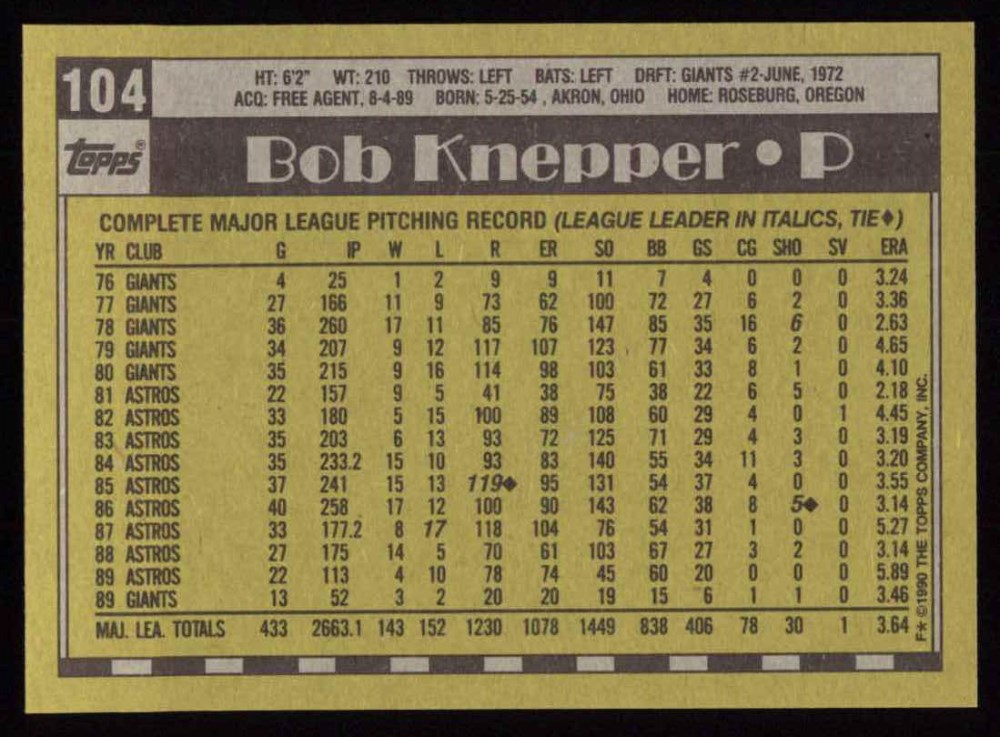 104
HT: 6'2" WT: 210 THROWS: LEFT BATS: LEFT DRFT: GIANTS #2-JUNE, 1972
ACQ: FREE AGENT, 8-4-89 BORN: 5-25-54 , AKRON, OHIO HOME: ROSEBURG, OREGON
TOPPS®
Bob Knepper • P
COMPLETE MAJOR LEAGUE PITCHING RECORD (LEAGUE LEADER IN ITALICS, TIE♦)
YR CLUB G IP W L R ER SO BB GS CG SHO SV ERA
76 GIANTS 4 25 1 2 9 9 11 7 4 0 0 0 3.24
77 GIANTS 27 166 11 9 73 62 100 72 27 6 2 0 3.36
78 GIANTS 36 260 17 11 85 76 147 85 35 16 6 0 2.63
79 GIANTS 34 207 9 12 117 107 123 77 34 6 2 0 4.65
80 GIANTS 35 215 9 16 114 98 103 61 33 8 1 0 4.10
81 ASTROS 22 157 9 5 41 38 75 38 22 6 5 0 2.18
82 ASTROS 33 180 5 15 100 89 108 60 29 4 0 1 4.45
83 ASTROS 35 203 6 13 93 72 125 71 29 4 3 0 3.19
84 ASTROS 35 233.2 15 10 93 83 140 55 34 11 3 0 3.20
85 ASTROS 37 241 15 13 119♦ 95 131 54 37 4 0 0 3.55
86 ASTROS 40 258 17 12 100 90 143 62 38 8 5♦ 0 3.14
87 ASTROS 33 177.2 8 17 118 104 76 54 31 1 0 0 5.27
88 ASTROS 27 175 14 5 70 61 103 67 27 3 2 0 3.14
89 ASTROS 22 113 4 10 78 74 45 60 20 0 0 0 5.89
89 GIANTS 13 52 3 2 20 20 19 15 6 1 1 0 3.46
MAJ. LEA. TOTALS 433 2663.1 143 152 1230 1078 1449 838 406 78 30 1 3.64
F*©1990 THE TOPPS COMPANY, INC.